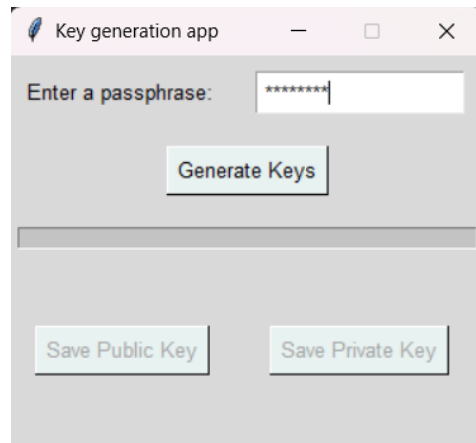 Key generation app
Enter a passphrase: ********
Generate Keys
Save Public Key Save Private Key